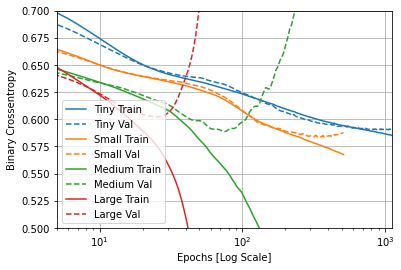 0.700
0.675
0.650
0.625
0.600
0.575
0.550
0.525
0.500
Binary Crossentropy
Tiny Train
Tiny Val
Small Train
Small Val
Medium Train
Medium Val
Large Train
Large Val
10¹ 10² 10³
Epochs [Log Scale]